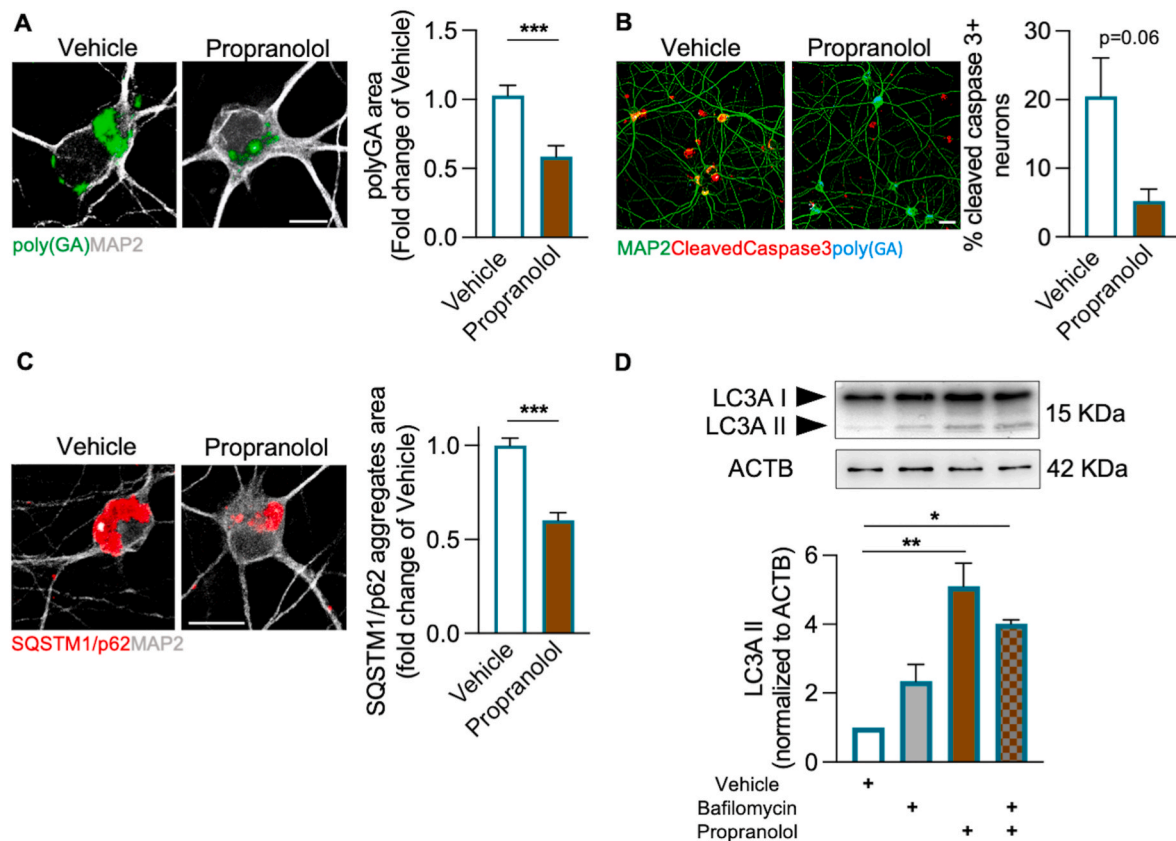 A
Vehicle
Propranolol
poly(GA)MAP2
polyGA area
(Fold change of Vehicle)
1.5
1.0
0.5
0.0
***
Vehicle
Propranolol
B
Vehicle
Propranolol
MAP2CleavedCaspase3poly(GA)
% cleaved caspase 3+
neurons
30
20
10
0
p=0.06
Vehicle
Propranolol
C
Vehicle
Propranolol
SQSTM1/p62MAP2
SQSTM1/p62 aggregates area
(fold change of Vehicle)
1.0
0.5
0.0
***
Vehicle
Propranolol
D
LC3A I
LC3A II
15 KDa
ACTB
42 KDa
LC3A II
(normalized to ACTB)
6
4
2
0
*
**
Vehicle +
Bafilomycin + +
Propranolol + +